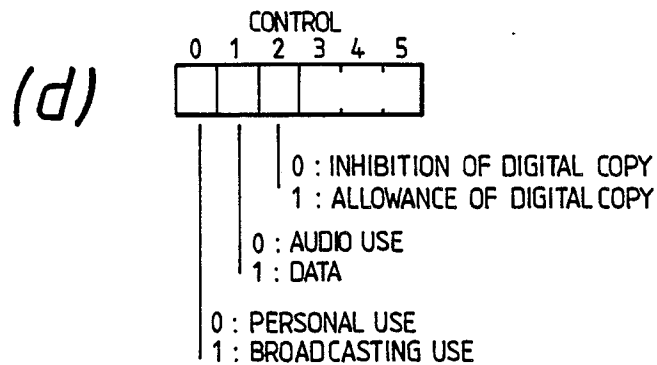 CONTROL
0 1 2 3 4 5
(d)
0 : INHIBITION OF DIGITAL COPY
1 : ALLOWANCE OF DIGITAL COPY
0 : AUDIO USE
1 : DATA
0 : PERSONAL USE
1 : BROADCASTING USE